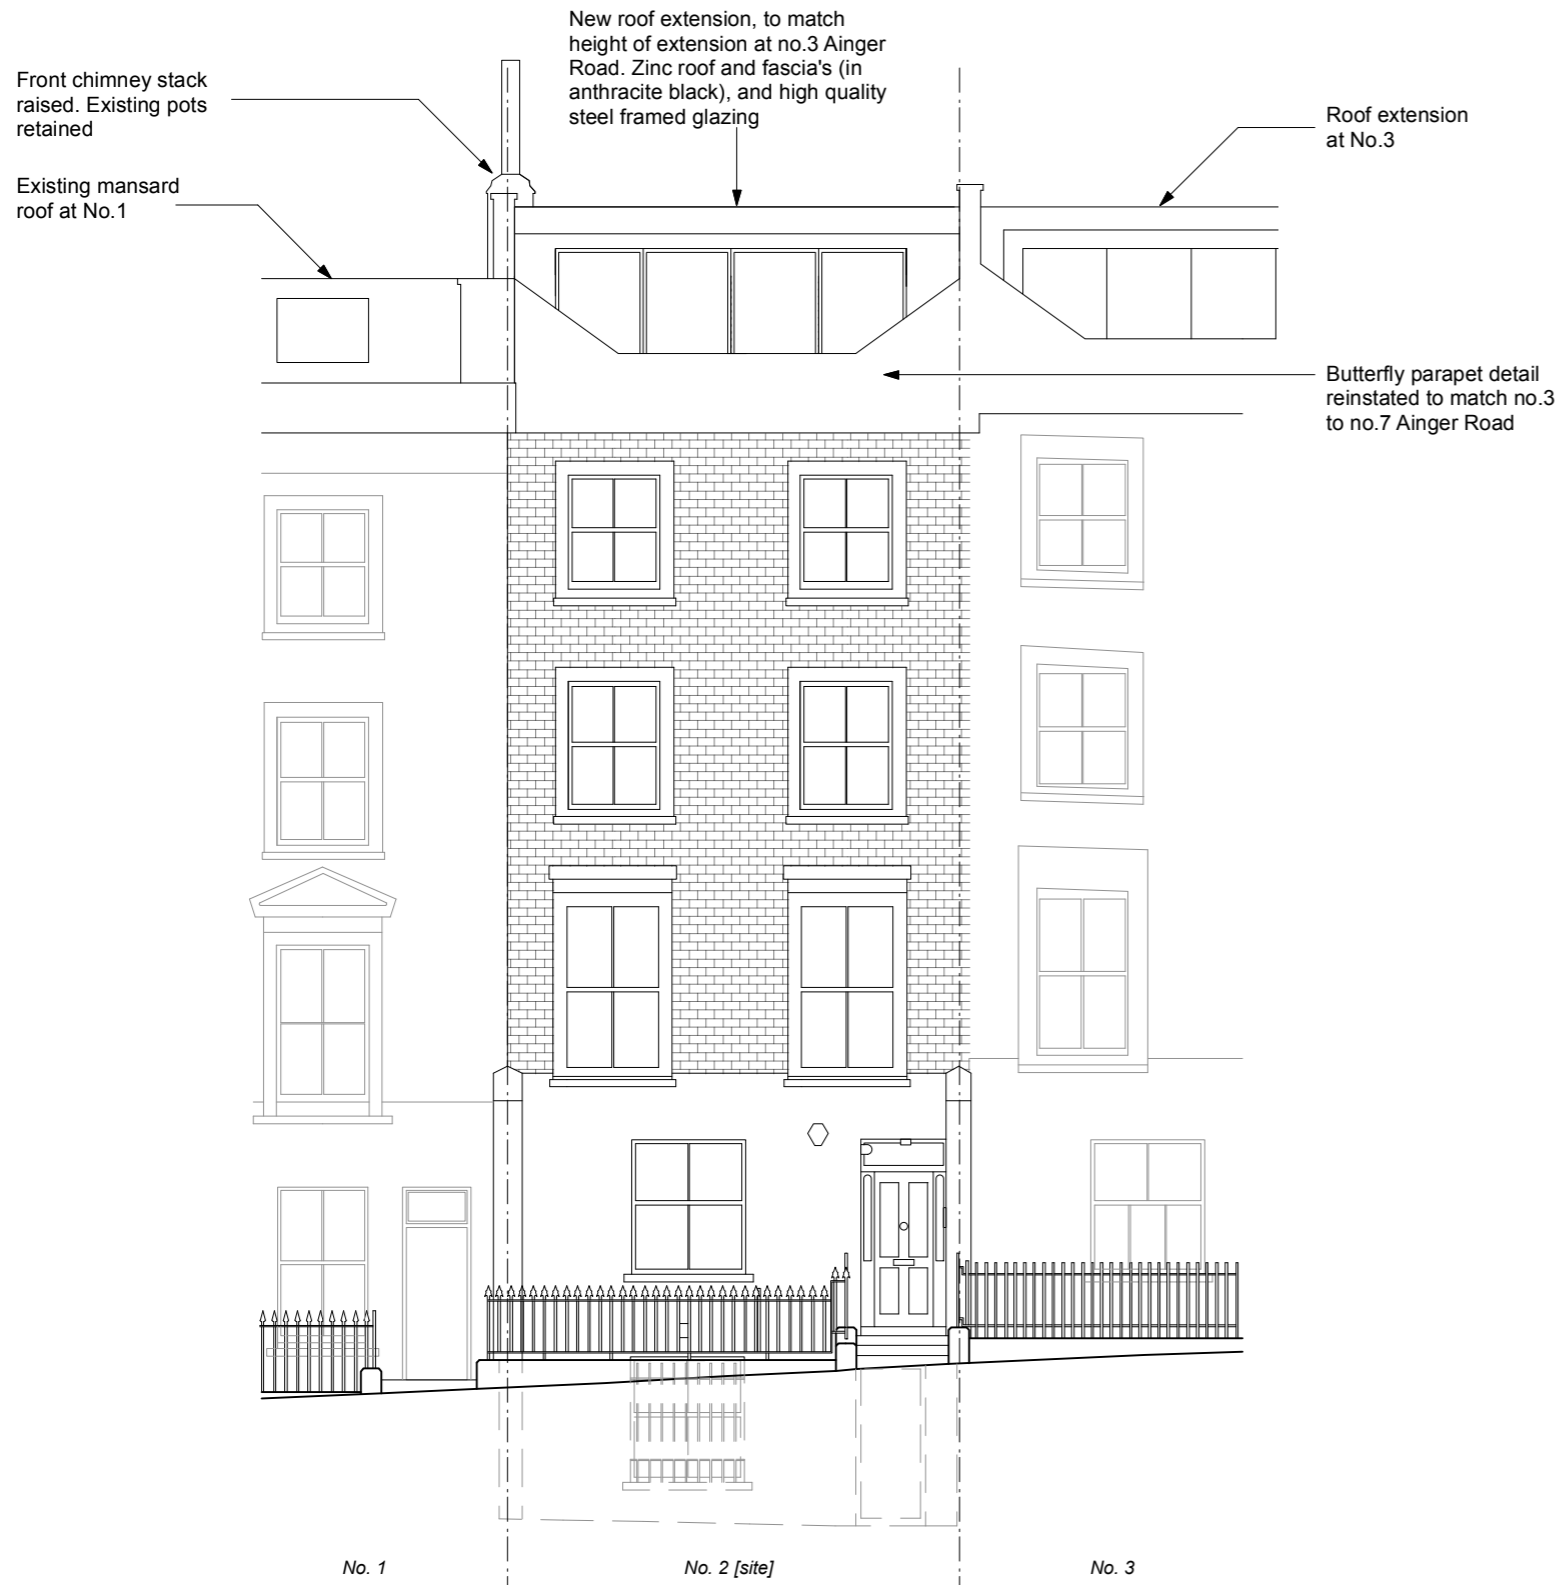 New roof extension, to match
height of extension at no.3 Ainger
Road. Zinc roof and fascia's (in
anthracite black), and high quality
steel framed glazing
Front chimney stack
raised. Existing pots
retained
Roof extension
at No.3
Existing mansard
roof at No.1
Butterfly parapet detail
reinstated to match no.3
to no.7 Ainger Road
No. 1
No. 2 [site]
No. 3